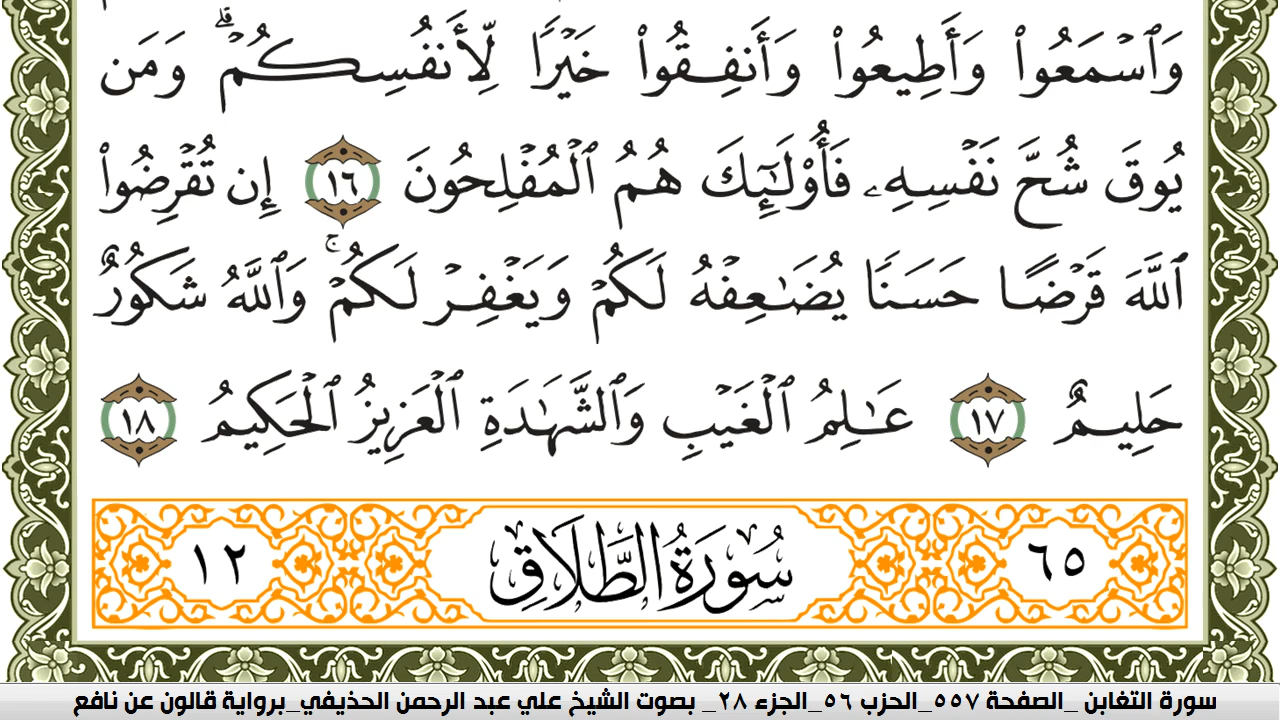 وَٱسْمَعُوا۟ وَأَطِيعُوا۟ وَأَنفِقُوا۟ خَيْرًا لِّأَنفُسِكُمْۗ وَمَن
يُوقَ شُحَّ نَفْسِهِۦ فَأُو۟لَٰٓئِكَ هُمُ ٱلْمُفْلِحُونَ ١٦ إِن تُقْرِضُوا۟
ٱللَّهَ قَرْضًا حَسَنًا يُضَٰعِفْهُ لَكُمْ وَيَغْفِرْ لَكُمْۚ وَٱللَّهُ شَكُورٌ
حَلِيمٌ ١٧ عَٰلِمُ ٱلْغَيْبِ وَٱلشَّهَٰدَةِ ٱلْعَزِيزُ ٱلْحَكِيمُ ١٨
٦٥ سُورَةُ الطَّلَاقِ ١٢
سورة التغابن _الصفحة ٥٥٧_الحزب ٥٦_الجزء ٢٨_ بصوت الشيخ علي عبد الرحمن الحذيفي_برواية قالون عن نافع